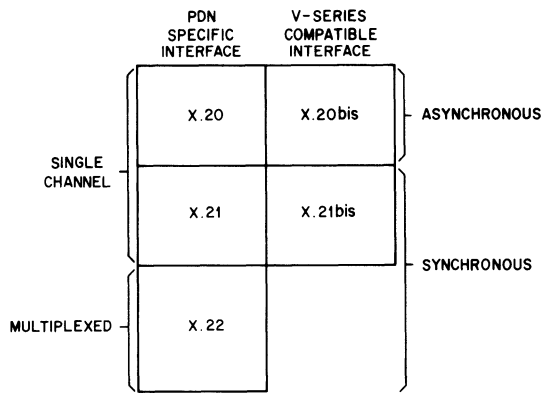 PDN
SPECIFIC
INTERFACE
V-SERIES
COMPATIBLE
INTERFACE
X.20
X.20bis
ASYNCHRONOUS
SINGLE
CHANNEL
X.21
X.21bis
SYNCHRONOUS
MULTIPLEXED
X.22